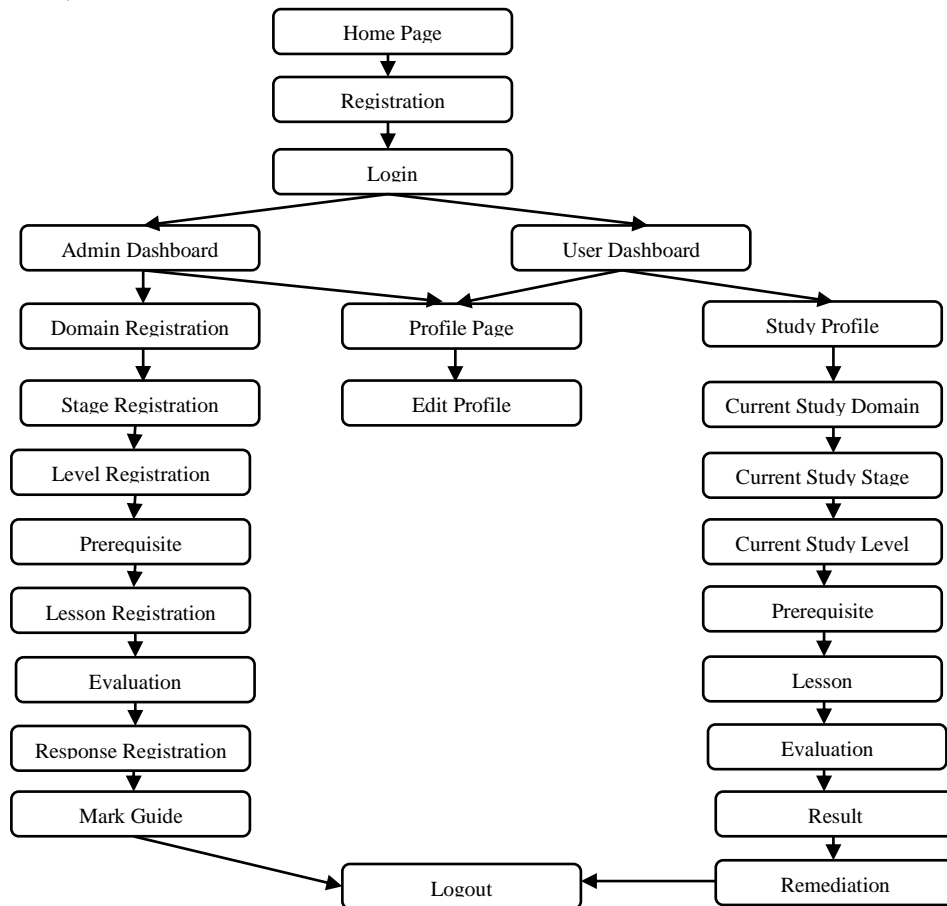 Home Page
Registration
Login
Admin Dashboard
User Dashboard
Domain Registration
Profile Page
Study Profile
Stage Registration
Edit Profile
Current Study Domain
Level Registration
Current Study Stage
Prerequisite
Current Study Level
Lesson Registration
Prerequisite
Evaluation
Lesson
Response Registration
Evaluation
Mark Guide
Result
Logout
Remediation